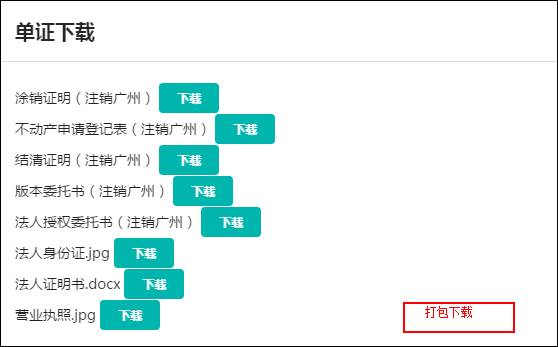 单证下载
涂销证明（注销广州） 下载
不动产申请登记表（注销广州） 下载
结清证明（注销广州） 下载
版本委托书（注销广州） 下载
法人授权委托书（注销广州） 下载
法人身份证.jpg 下载
法人证明书.docx 下载
营业执照.jpg 下载 打包下载